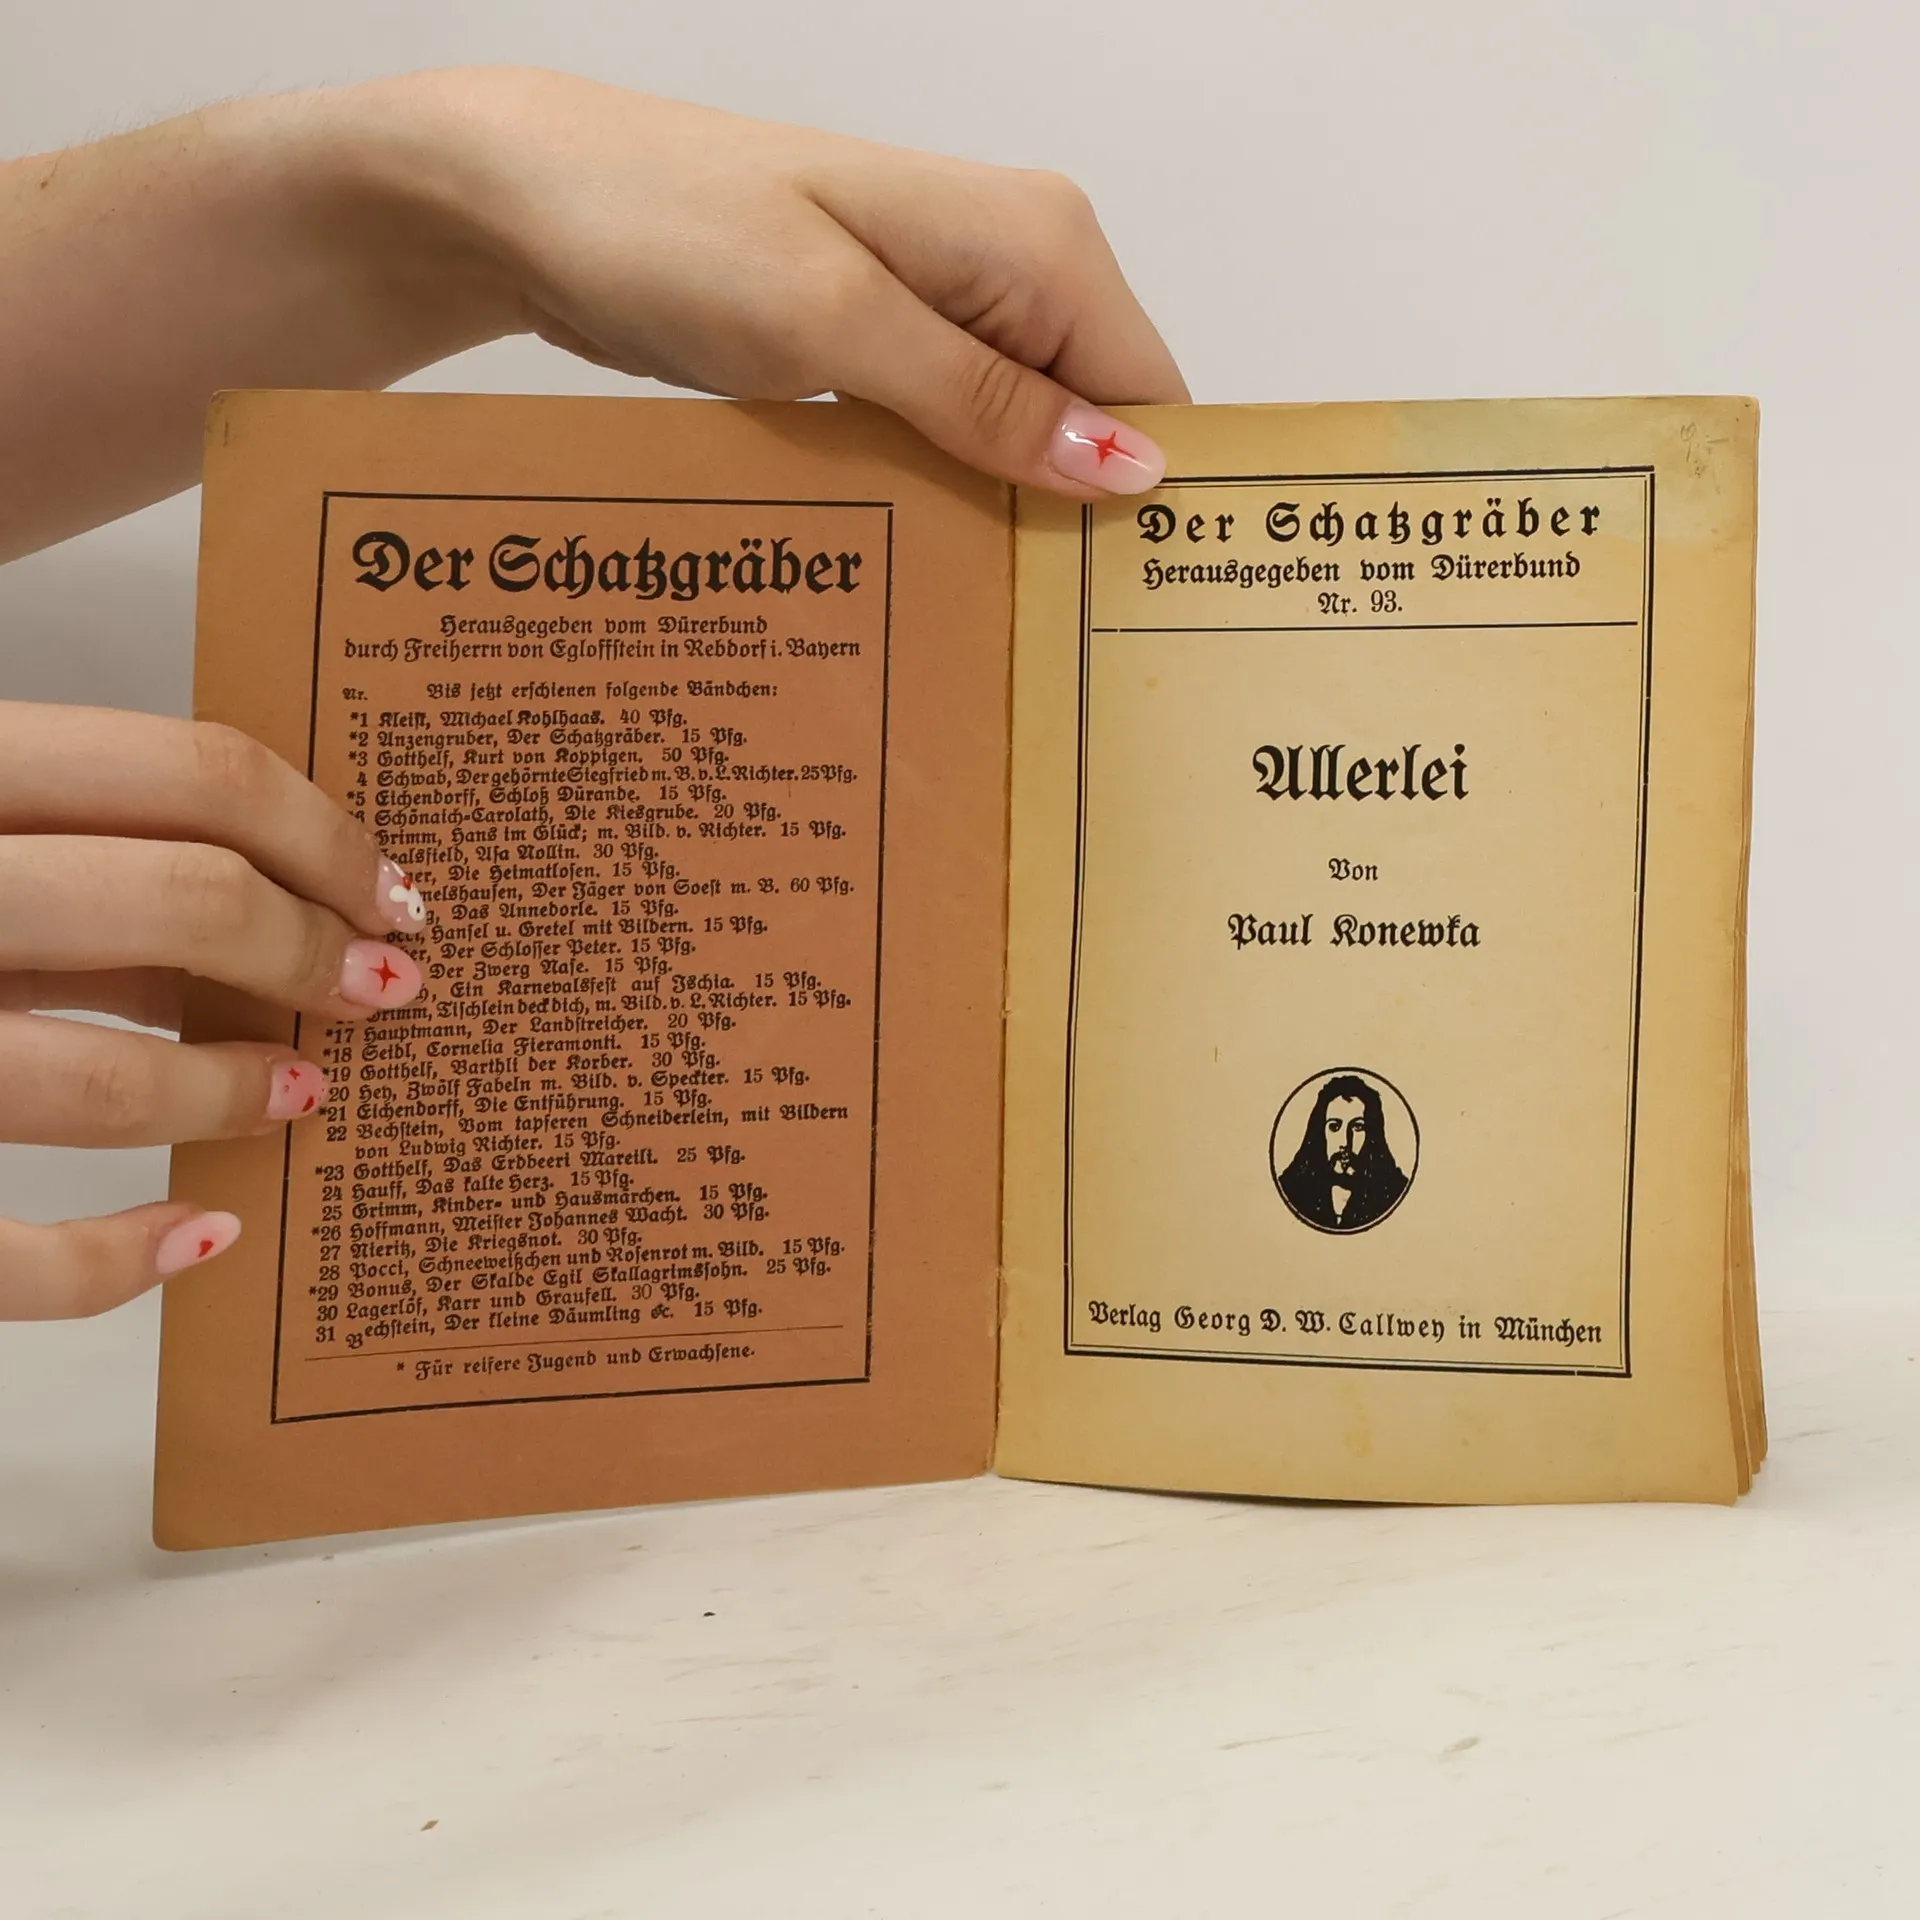 Der Schatzgräber
Herausgegeben vom Dürerbund
durch Freiherrn von Egloffstein in Rebdorf i. Bayern
Nr. Bis jetzt erschienen folgende Bändchen:
*1 Kleist, Michael Kohlhaas. 40 Pfg.
*2 Anzengruber, Der Schatzgräber. 15 Pfg.
*3 Gotthelf, Kurt von Koppigen. 50 Pfg.
4 Schwab, Der gehörnte Siegfried m. B. v. L. Richter. 25 Pfg.
*5 Eichendorff, Schloß Dürande. 15 Pfg.
Schönaich-Carolath, Die Kiesgrube. 20 Pfg.
Grimm, Hans im Glück; m. Bild. v. Richter. 15 Pfg.
ealsfield, Asa Nollin. 30 Pfg.
Die Heimatlosen. 15 Pfg.
melshausen, Der Jäger von Soest m. B. 60 Pfg.
Das Annedorle. 15 Pfg.
Hänsel u. Gretel mit Bildern. 15 Pfg.
Der Schlosser Peter. 15 Pfg.
Der Zwerg Nase. 15 Pfg.
Ein Karnevalsfest auf Ischia. 15 Pfg.
Grimm, Tischlein deck dich, m. Bild. v. L. Richter. 15 Pfg.
*17 Hauptmann, Der Landstreicher. 20 Pfg.
*18 Seidl, Cornelia Fieramonti. 15 Pfg.
*19 Gotthelf, Barthli der Korber. 30 Pfg.
20 Hey, Zwölf Fabeln m. Bild. v. Speckter. 15 Pfg.
*21 Eichendorff, Die Entführung. 15 Pfg.
22 Bechstein, Vom tapferen Schneiderlein, mit Bildern
von Ludwig Richter. 15 Pfg.
*23 Gotthelf, Das Erdbeeri Mareili. 25 Pfg.
24 Hauff, Das kalte Herz. 15 Pfg.
25 Grimm, Kinder- und Hausmärchen. 15 Pfg.
*26 Hoffmann, Meister Johannes Wacht. 30 Pfg.
27 Nieritz, Die Kriegsnot. 30 Pfg.
28 Pocci, Schneeweißchen und Rosenrot m. Bild. 15 Pfg.
*29 Bonus, Der Skalde Egil Skallagrimssohn. 25 Pfg.
30 Lagerlöf, Karr und Graufell. 30 Pfg.
31 Bechstein, Der kleine Däumling &c. 15 Pfg.
* Für reifere Jugend und Erwachsene.
Der Schatzgräber
Herausgegeben vom Dürerbund
Nr. 93.
Allerlei
Von
Paul Konewka
Verlag Georg D. W. Callwey in München